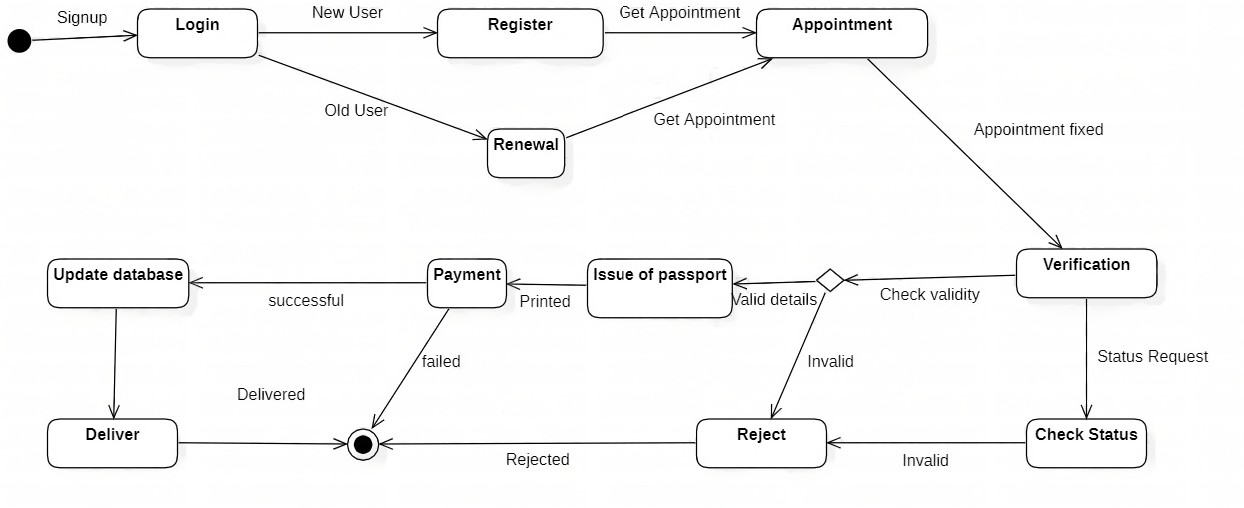 Signup
Login
New User
Register
Get Appointment
Appointment
Old User
Renewal
Get Appointment
Appointment fixed
Update database
successful
Payment
Printed
Issue of passport
Valid details
Check validity
Verification
failed
Invalid
Status Request
Delivered
Deliver
Rejected
Reject
Invalid
Check Status